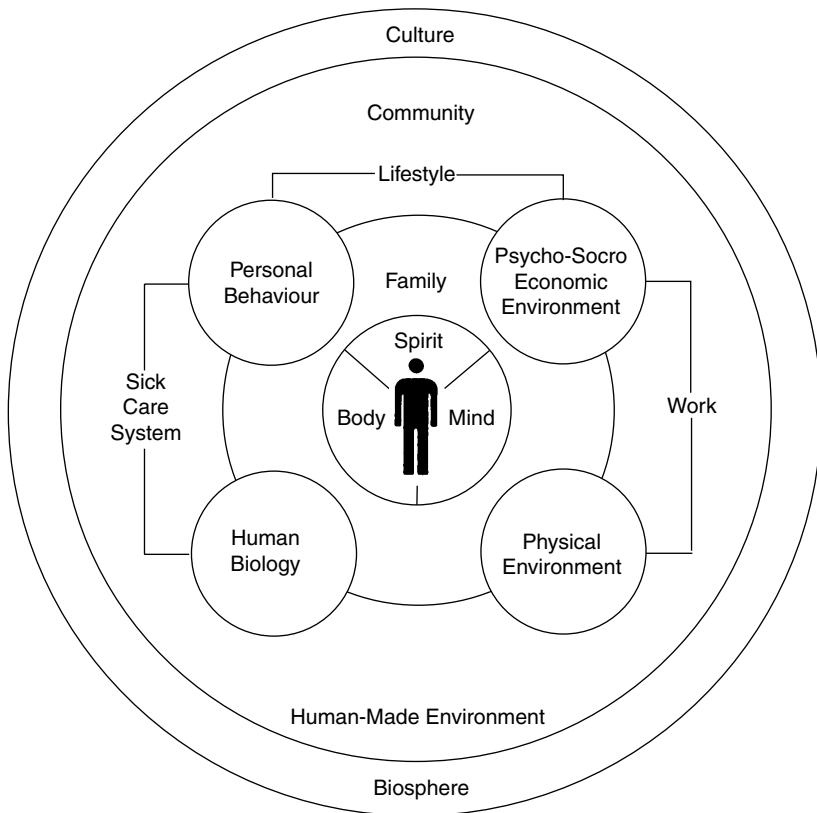 Culture
Community
Lifestyle
Personal
Behaviour
Family
Psycho-Socro
Economic
Environment
Spirit
Sick
Care
System
Body
Mind
Work
Human
Biology
Physical
Environment
Human-Made Environment
Biosphere